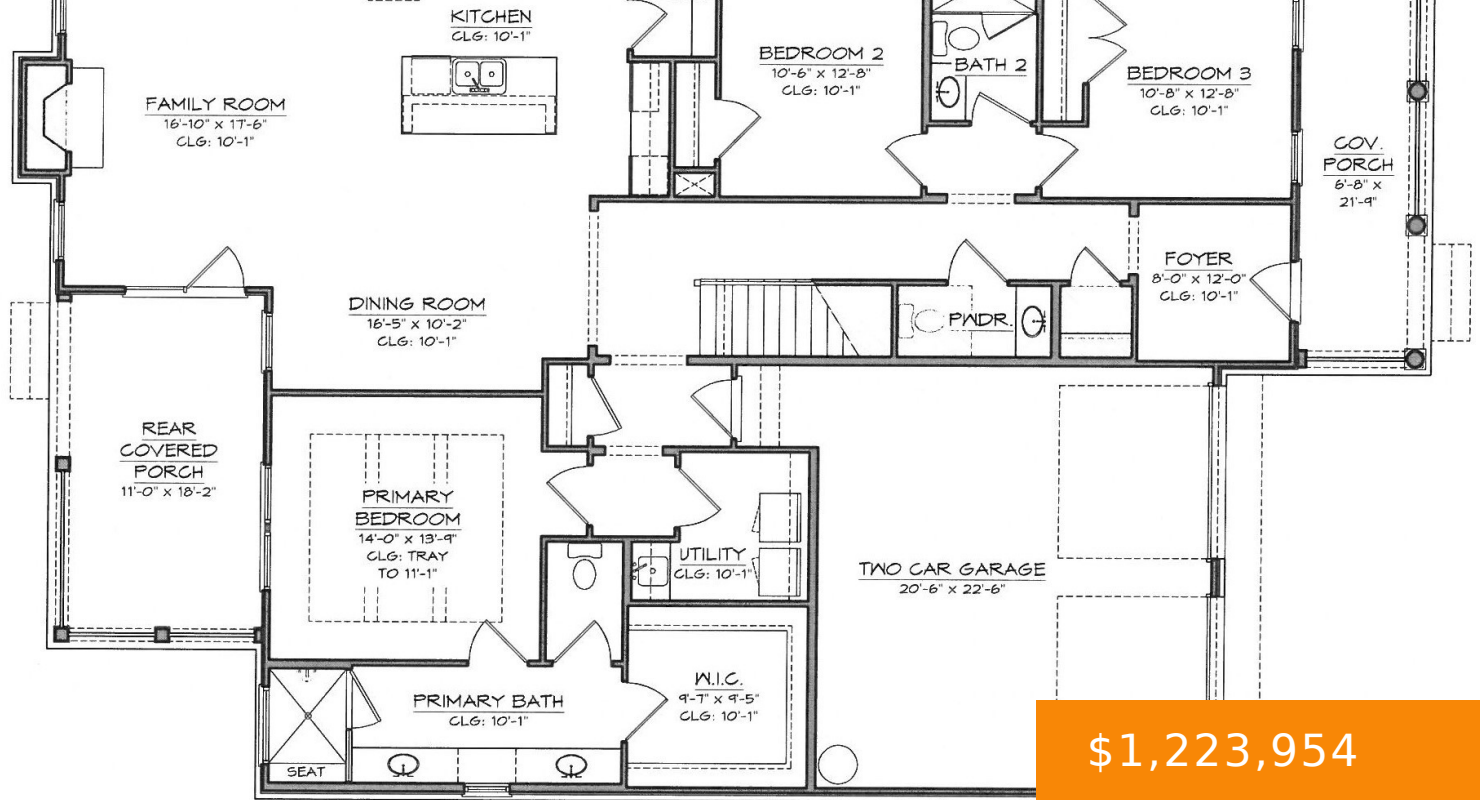 KITCHEN
CLG: 10'-1"
BEDROOM 2
10'-6" x 12'-8"
CLG: 10'-1"
BATH 2
BEDROOM 3
10'-8" x 12'-8"
CLG: 10'-1"
FAMILY ROOM
16'-10" x 17'-6"
CLG: 10'-1"
COV.
PORCH
6'-8" x
21'-9"
FOYER
8'-0" x 12'-0"
CLG: 10'-1"
DINING ROOM
16'-5" x 10'-2"
CLG: 10'-1"
PWDR.
REAR
COVERED
PORCH
11'-0" x 18'-2"
PRIMARY
BEDROOM
14'-0" x 13'-9"
CLG: TRAY
TO 11'-1"
UTILITY
CLG: 10'-1"
TWO CAR GARAGE
20'-6" x 22'-6"
W.I.C.
9'-7" x 9'-5"
CLG: 10'-1"
PRIMARY BATH
CLG: 10'-1"
SEAT
$1,223,954